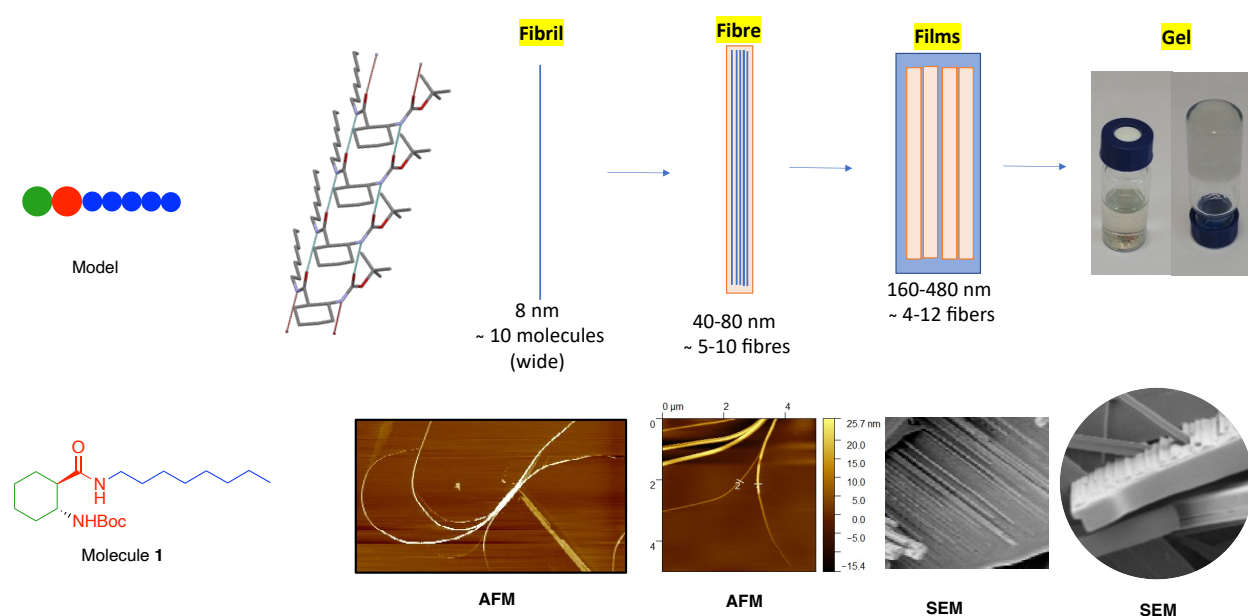 Fibril
Fibre
Films
Gel
Model
8 nm
~ 10 molecules
(wide)
40-80 nm
~ 5-10 fibres
160-480 nm
~ 4-12 fibers
O
N
H
NHBoc
Molecule 1
AFM
0 µm 2 4
0
2
4
25.7 nm
20.0
15.0
10.0
5.0
0.0
-5.0
-15.4
2
1
AFM
SEM
SEM